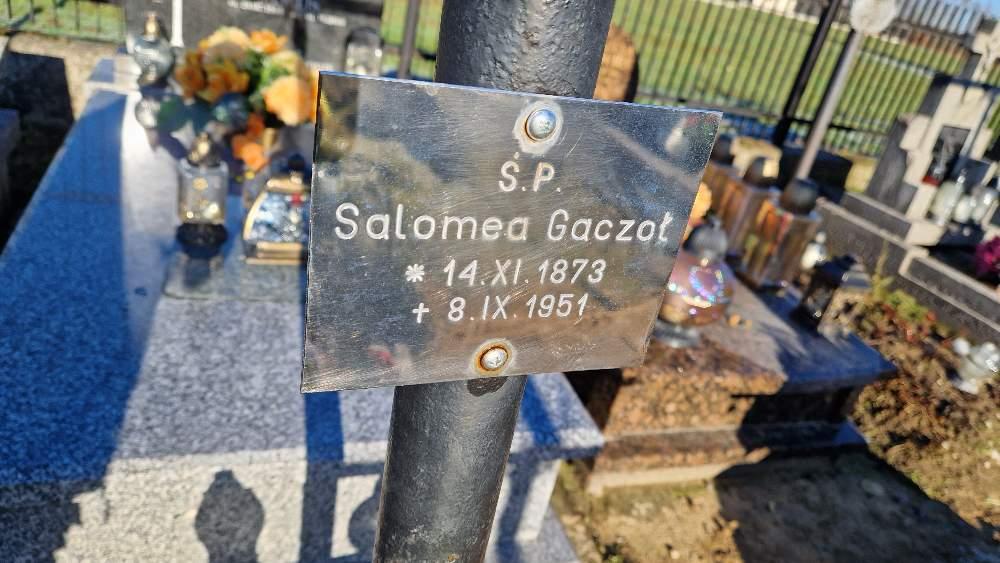 Ś.P.
Salomea Gaczoł
* 14.XI.1873
+ 8.IX.1951